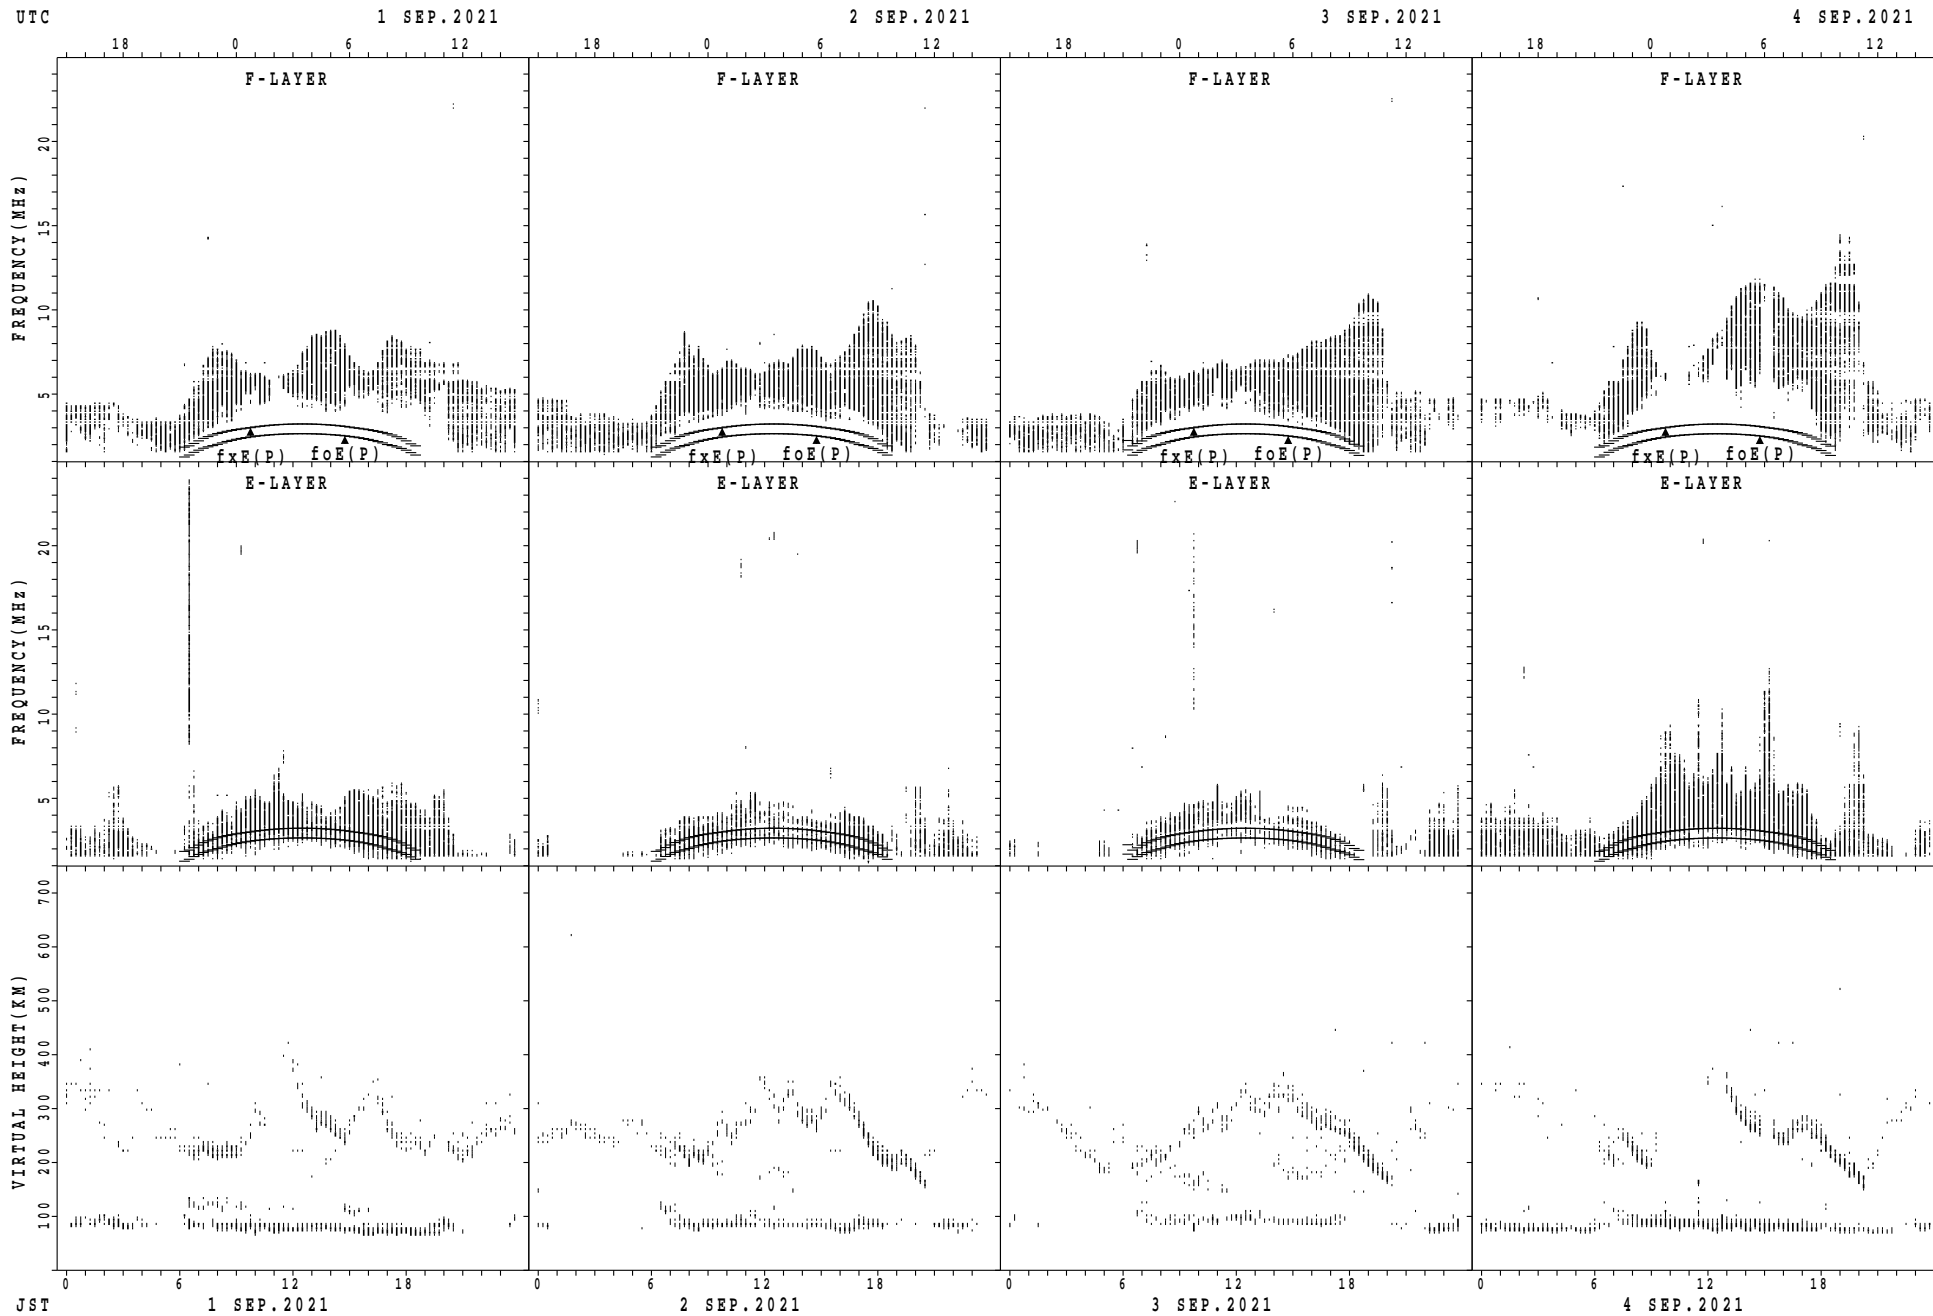 UTC 1 SEP.2021 2 SEP.2021 3 SEP.2021 4 SEP.2021
18 0 6 12 18 0 6 12 18 0 6 12 18 0 6 12
F-LAYER F-LAYER F-LAYER F-LAYER
FREQUENCY(MHz)
20
15
10
5
fxE(P) foE(P) fxE(P) foE(P) fxE(P) foE(P) fxE(P) foE(P)
E-LAYER E-LAYER E-LAYER E-LAYER
FREQUENCY(MHz)
20
15
10
5
VIRTUAL HEIGHT(KM)
700
600
500
400
300
200
100
0 6 12 18 0 6 12 18 0 6 12 18 0 6 12 18
JST 1 SEP.2021 2 SEP.2021 3 SEP.2021 4 SEP.2021